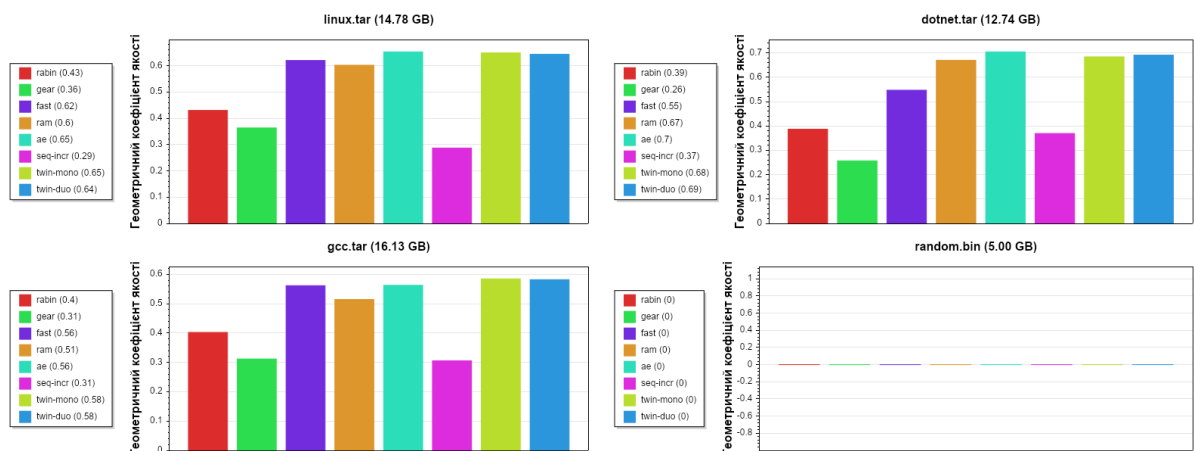 linux.tar (14.78 GB)
Геометричний коефіцієнт якості
0.6
0.5
0.4
0.3
0.2
0.1
0
rabin (0.43)
gear (0.36)
fast (0.62)
ram (0.6)
ae (0.65)
seq-incr (0.29)
twin-mono (0.65)
twin-duo (0.64)
dotnet.tar (12.74 GB)
Геометричний коефіцієнт якості
0.7
0.6
0.5
0.4
0.3
0.2
0.1
0
rabin (0.39)
gear (0.26)
fast (0.55)
ram (0.67)
ae (0.7)
seq-incr (0.37)
twin-mono (0.68)
twin-duo (0.69)
gcc.tar (16.13 GB)
Геометричний коефіцієнт якості
0.6
0.5
0.4
0.3
0.2
0.1
0
rabin (0.4)
gear (0.31)
fast (0.56)
ram (0.51)
ae (0.56)
seq-incr (0.31)
twin-mono (0.58)
twin-duo (0.58)
random.bin (5.00 GB)
Геометричний коефіцієнт якості
1
0.8
0.6
0.4
0.2
0
-0.2
-0.4
-0.6
-0.8
rabin (0)
gear (0)
fast (0)
ram (0)
ae (0)
seq-incr (0)
twin-mono (0)
twin-duo (0)